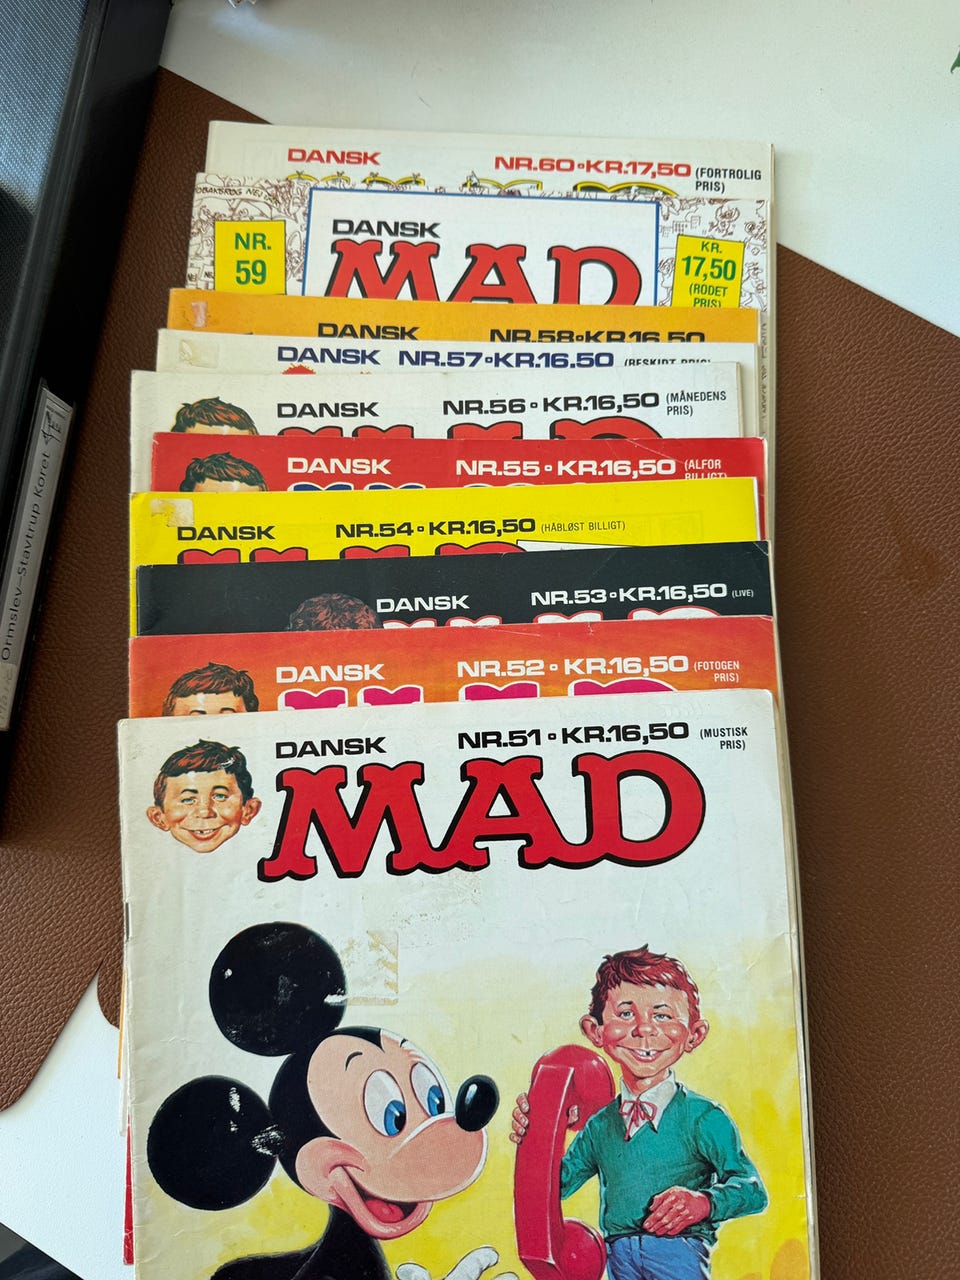 DANSK NR.60▫KR.17,50 (FORTROLIG
PRIS)
NR.
59
DANSK
MAD
KR.
17,50
(RODET
PRIS)
DANSK NR.58▫KR.16,50
DANSK NR.57▫KR.16,50 (BESKIDT PRIS)
DANSK NR.56▫KR.16,50 (MÅNEDENS
PRIS)
DANSK NR.55▫KR.16,50 (ALFOR
BILLIGT)
DANSK NR.54▫KR.16,50 (HÅBLØST BILLIGT)
DANSK NR.53▫KR.16,50 (LIVE)
DANSK NR.52▫KR.16,50 (FOTOGEN
PRIS)
DANSK NR.51▫KR.16,50 (MUSTISK
PRIS)
MAD
Ormslev–Stavtrup Koret